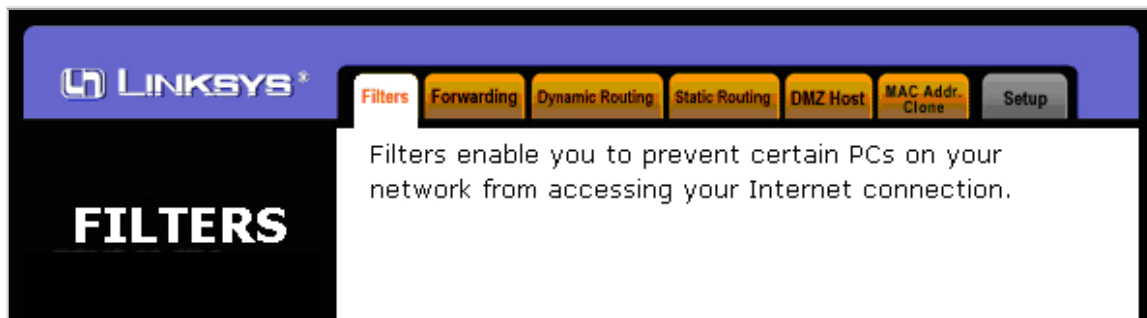 LINKSYS®
Filters
Forwarding
Dynamic Routing
Static Routing
DMZ Host
MAC Addr.
Clone
Setup
FILTERS
Filters enable you to prevent certain PCs on your
network from accessing your Internet connection.